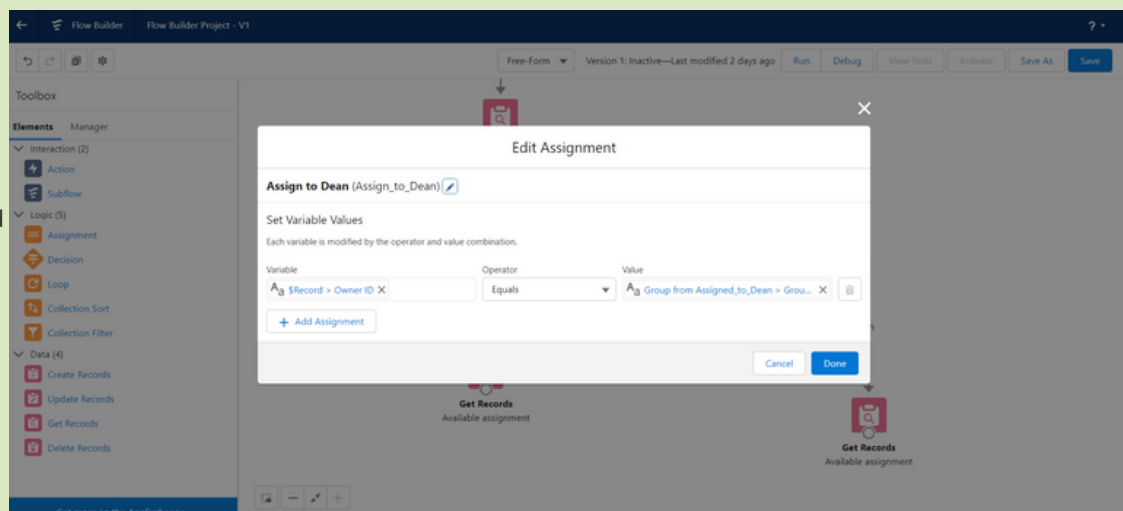 Flow Builder Flow Builder Project - V1 ?
Free-Form Version 1: Inactive—Last modified 2 days ago Run Debug View Tests Activate Save As Save
Toolbox
Elements Manager
Interaction (2)
Action
Subflow
Logic (5)
Assignment
Decision
Loop
Collection Sort
Collection Filter
Data (4)
Create Records
Update Records
Get Records
Delete Records
Edit Assignment
Assign to Dean (Assign_to_Dean)
Set Variable Values
Each variable is modified by the operator and value combination.
Variable Operator Value
Aa $Record > Owner ID Equals Aa Group from Assigned_to_Dean > Grou...
+ Add Assignment
Cancel Done
Get Records
Available assignment
Get Records
Available assignment